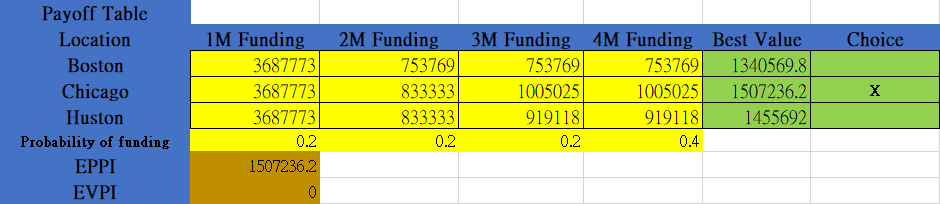 Payoff Table
Location 1M Funding 2M Funding 3M Funding 4M Funding Best Value Choice
Boston 3687773 753769 753769 753769 1340569.8
Chicago 3687773 833333 1005025 1005025 1507236.2 X
Huston 3687773 833333 919118 919118 1455692
Probability of funding 0.2 0.2 0.2 0.4
EPPI 1507236.2
EVPI 0